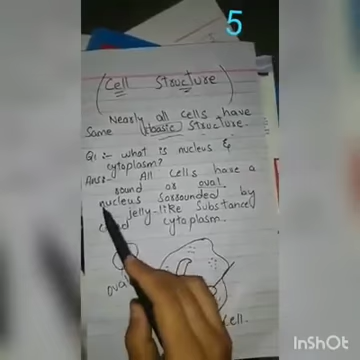 5
(Cell Structure)
Nearly all cells have
same basic structure.
Q1:- what is nucleus &
cytoplasm?
Ans:- All cells have a
round or oval
nucleus sorrounded by
jelly-like substance
cytoplasm.
oval
cell.
InShOt